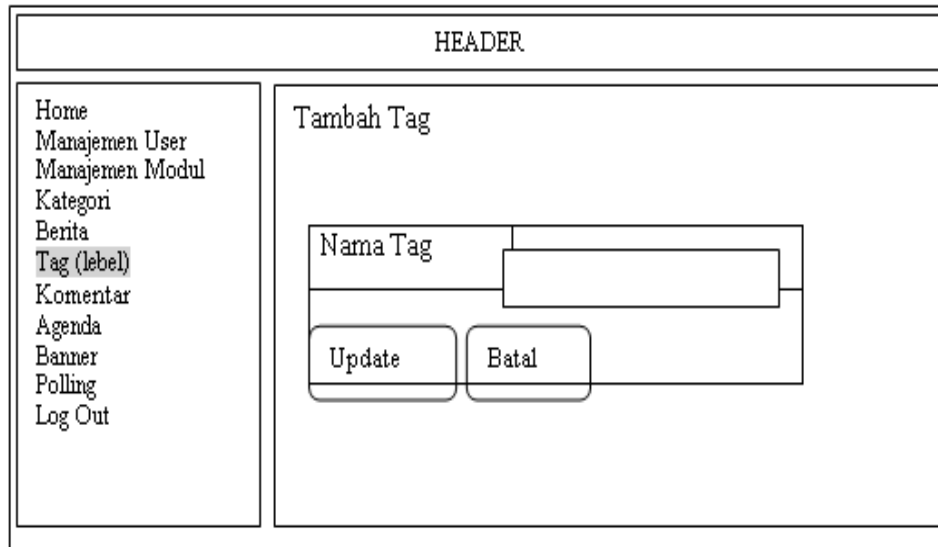 HEADER
Home
Manajemen User
Manajemen Modul
Kategori
Berita
Tag (lebel)
Komentar
Agenda
Banner
Polling
Log Out
Tambah Tag
Nama Tag
Update
Batal